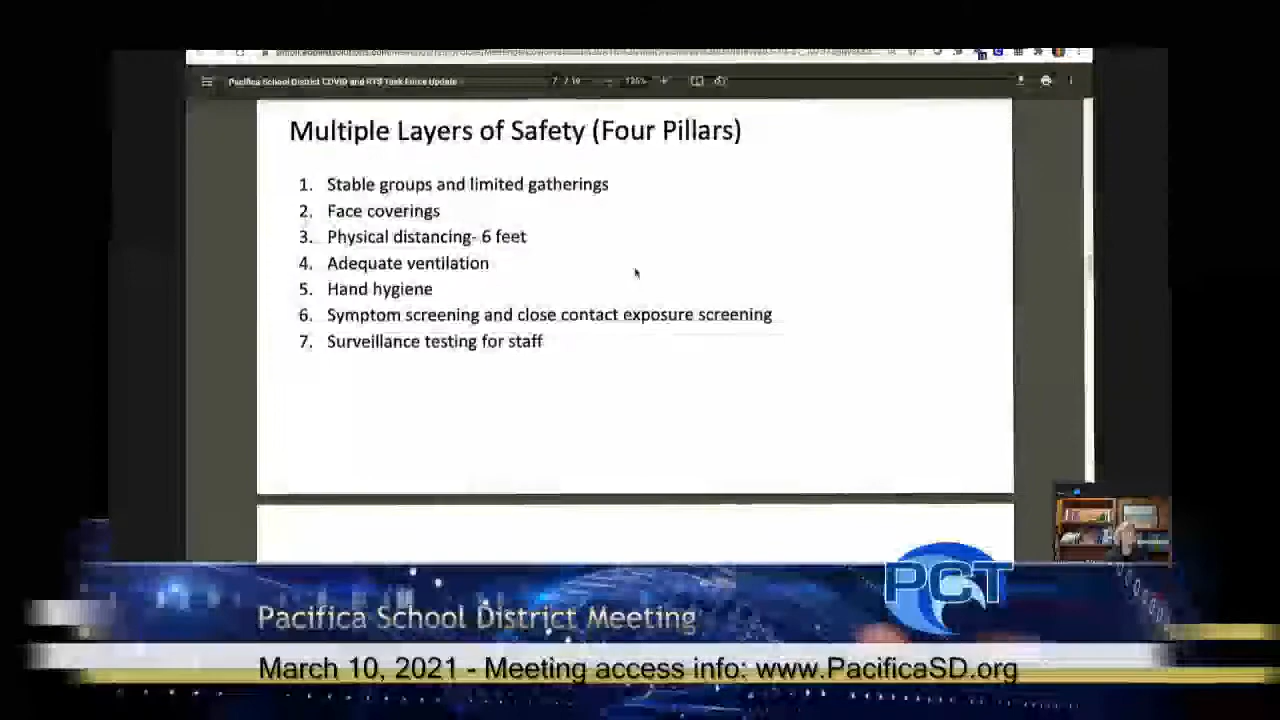 Pacifica School District COVID and RTS Task Force Update
7 / 19
Multiple Layers of Safety (Four Pillars)
1. Stable groups and limited gatherings
2. Face coverings
3. Physical distancing- 6 feet
4. Adequate ventilation
5. Hand hygiene
6. Symptom screening and close contact exposure screening
7. Surveillance testing for staff
PCT
Pacifica School District Meeting
March 10, 2021 - Meeting access info: www.PacificaSD.org